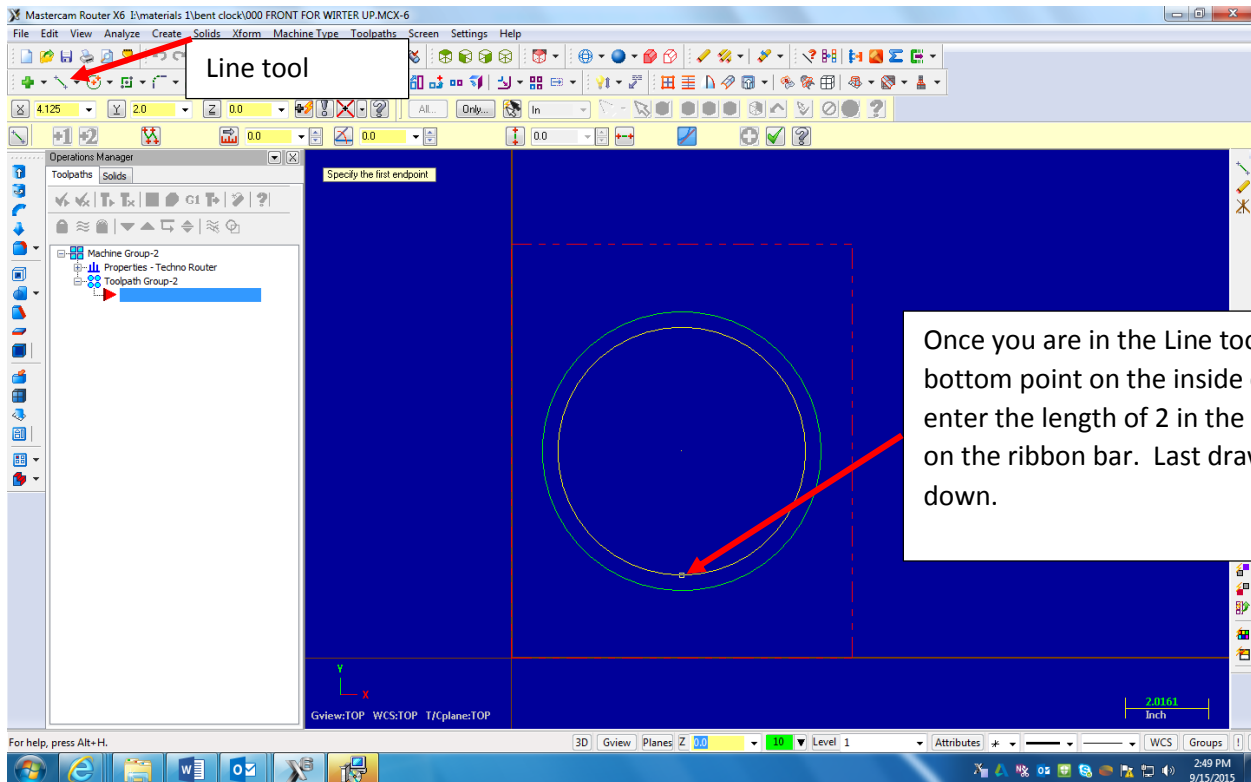 Mastercam Router X6 I:\materials 1\bent clock\000 FRONT FOR WIRTER UP.MCX-6
File Edit View Analyze Create Solids Xform Machine Type Toolpaths Screen Settings Help
Line tool
X 4.125 Y 2.0 Z 0.0 All... Only... In
+1 +2 0.0 0.0 0.0
Operations Manager
Toolpaths Solids
Specify the first endpoint
G1
Machine Group-2
Properties - Techno Router
Toolpath Group-2
Once you are in the Line too
bottom point on the inside
enter the length of 2 in the
on the ribbon bar. Last draw
down.
Y
X
Gview:TOP WCS:TOP T/Cplane:TOP
2.0161
Inch
For help, press Alt+H.
3D Gview Planes Z 0.0 10 Level 1 Attributes WCS Groups
2:49 PM
9/15/2015